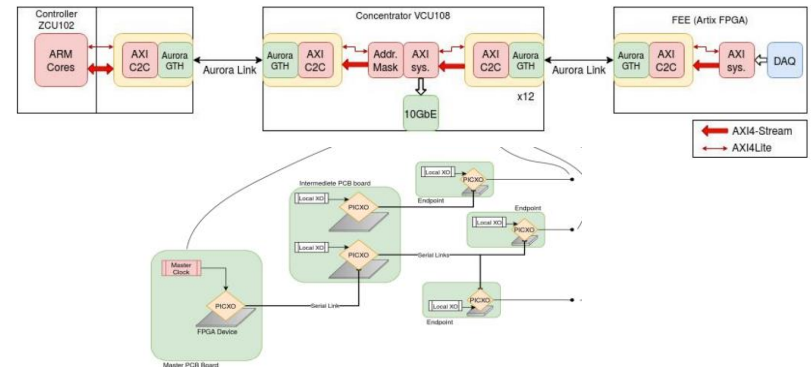 Controller
ZCU102
ARM
Cores
AXI
C2C
Aurora
GTH
Aurora Link
Concentrator VCU108
Aurora
GTH
AXI
C2C
Addr.
Mask
AXI
sys.
AXI
C2C
Aurora
GTH
x12
10GbE
Aurora Link
FEE (Artix FPGA)
Aurora
GTH
AXI
C2C
AXI
sys.
DAQ
AXI4-Stream
AXI4Lite
Intermediete PCB board
Local XO
PICXO
Local XO
PICXO
Master
Clock
PICXO
FPGA Device
Master PCB Board
Serial Link
Serial Links
Local XO
PICXO
Endpoint
Endpoint
Local XO
PICXO
PICXO
Local XO
Endpoint